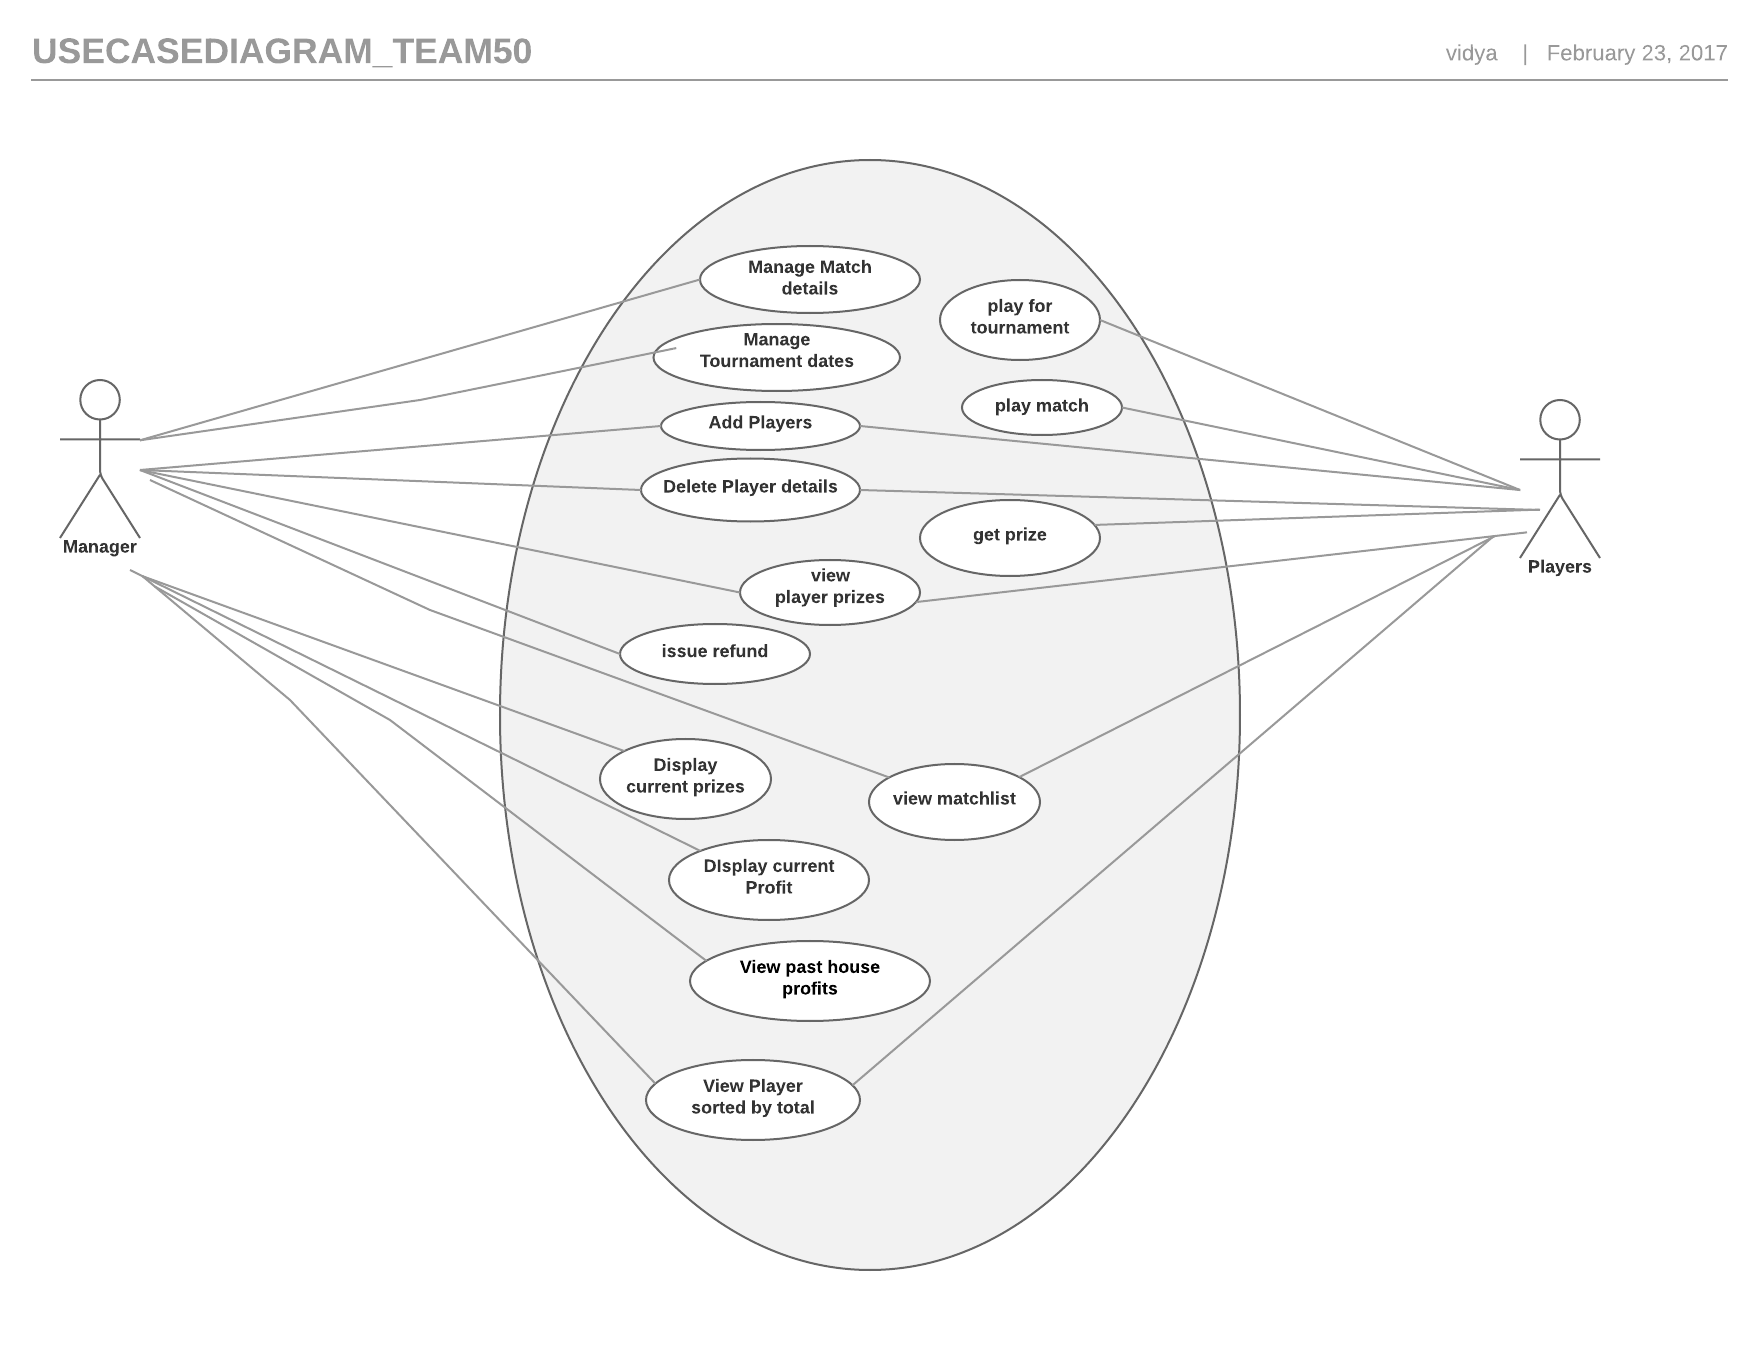 USECASEDIAGRAM_TEAM50
vidya | February 23, 2017
Manage Match
details
play for
tournament
Manage
Tournament dates
play match
Add Players
Delete Player details
get prize
Manager
Players
view
player prizes
issue refund
Display
current prizes
view matchlist
DIsplay current
Profit
View past house
profits
View Player
sorted by total